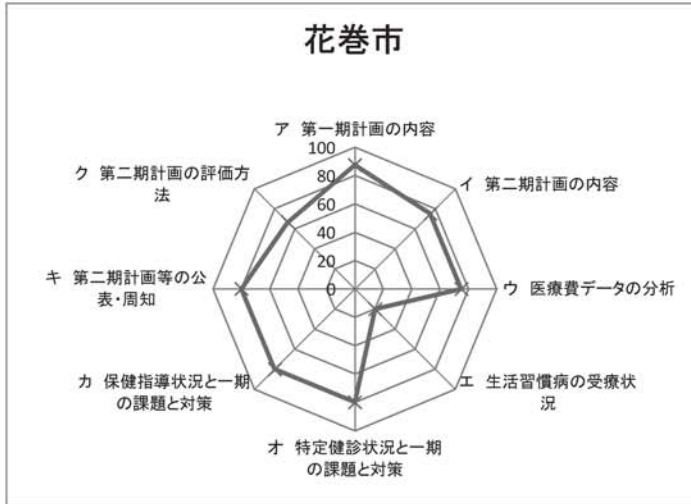 花巻市
ア 第一期計画の内容
100
80
60
40
20
0
イ 第二期計画の内容
ウ 医療費データの分析
エ 生活習慣病の受療状
況
オ 特定健診状況と一期
の課題と対策
カ 保健指導状況と一期
の課題と対策
キ 第二期計画等の公
表・周知
ク 第二期計画の評価方
法